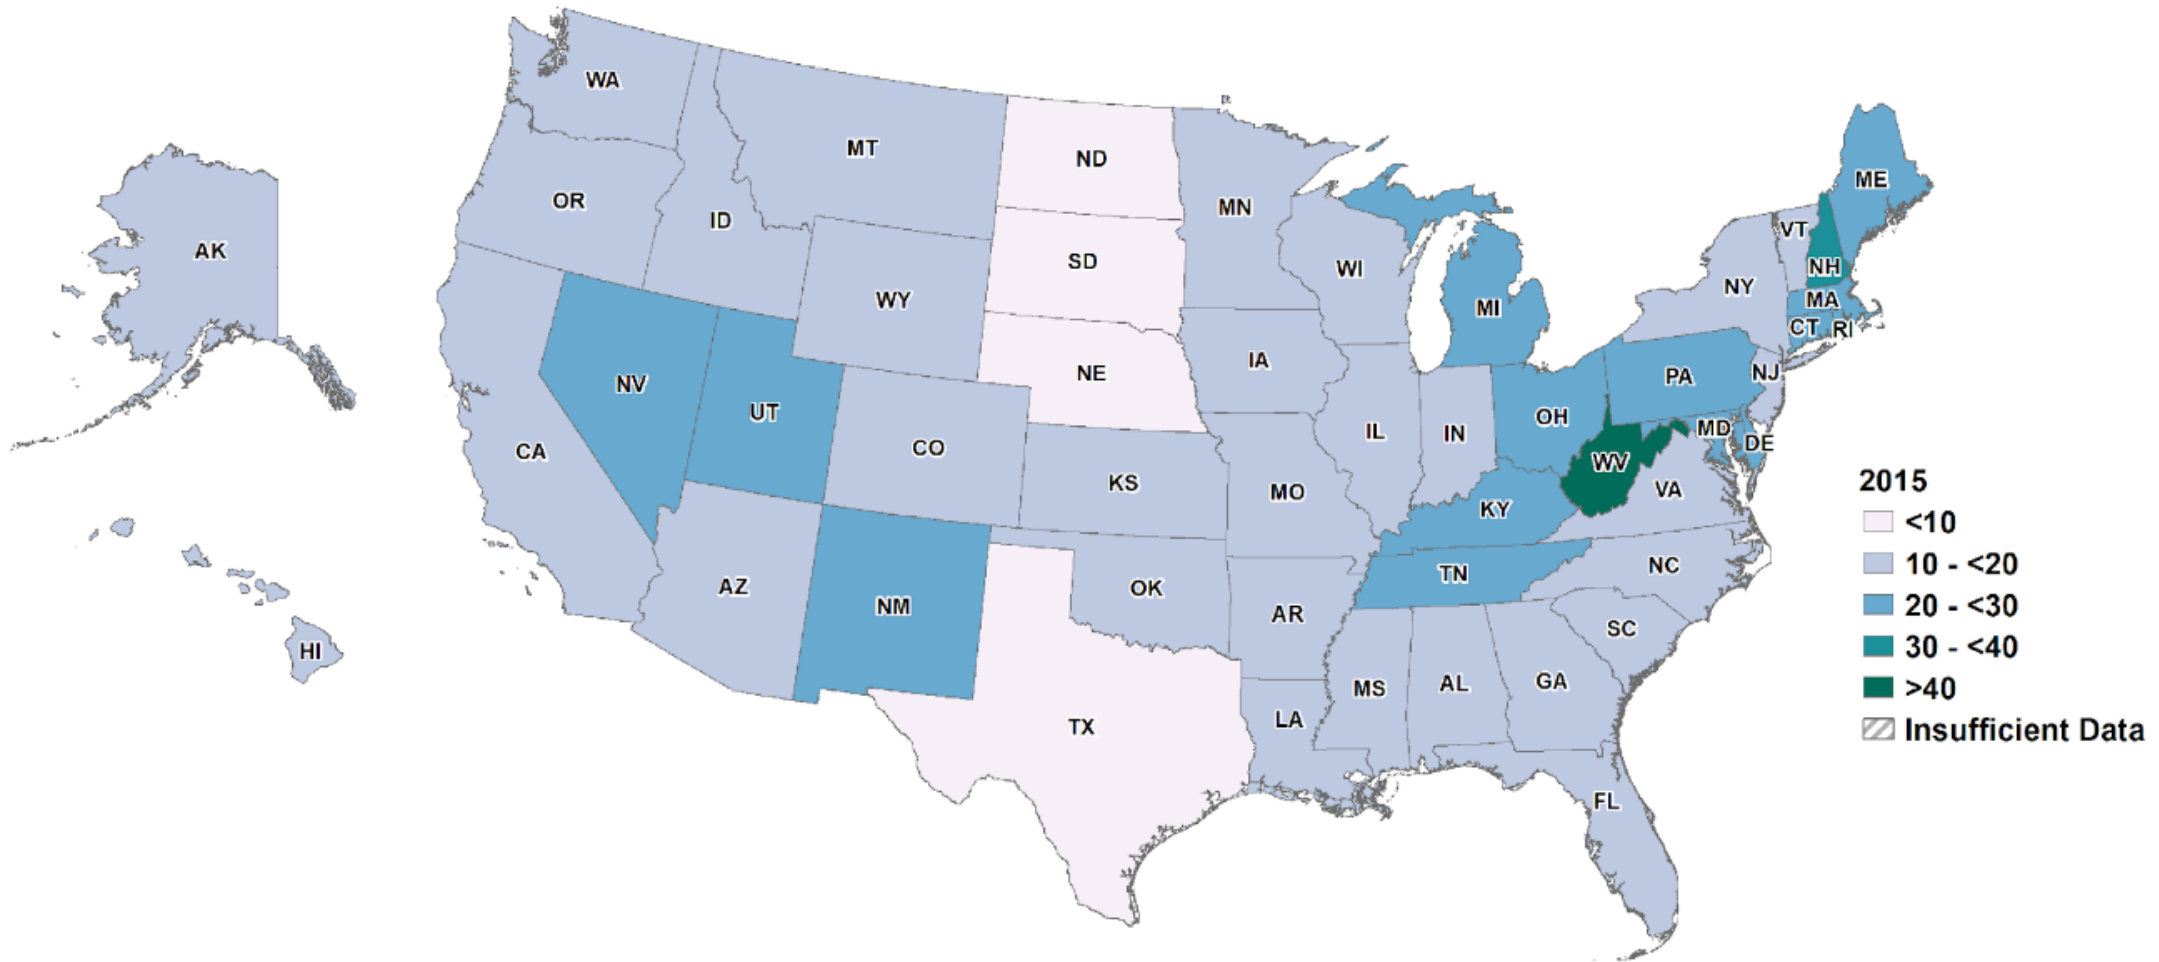 WA
MT
ND
OR
ID
MN
ME
AK
SD
WI
VT
NH
NY
WY
MI
MA
CT
RI
NE
IA
NV
UT
PA
NJ
OH
CO
IL
IN
MD
DE
CA
WV
KS
MO
VA
KY
AZ
OK
TN
NC
NM
AR
SC
HI
MS
AL
GA
TX
LA
FL
2015
<10
10 - <20
20 - <30
30 - <40
>40
Insufficient Data